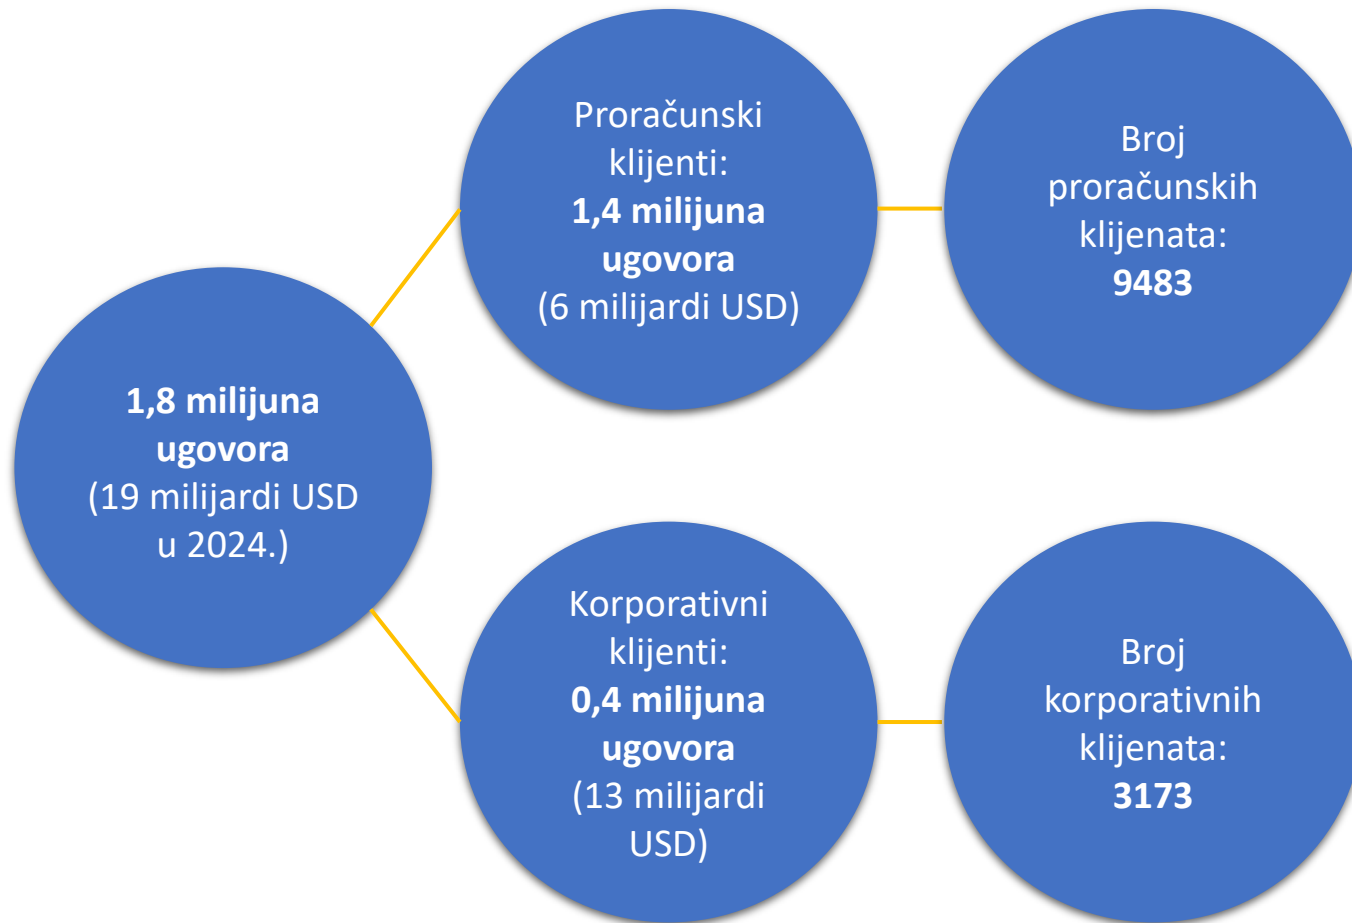 1,8 milijuna
ugovora
(19 milijardi USD
u 2024.)
Proračunski
klijenti:
1,4 milijuna
ugovora
(6 milijardi USD)
Broj
proračunskih
klijenata:
9483
Korporativni
klijenti:
0,4 milijuna
ugovora
(13 milijardi
USD)
Broj
korporativnih
klijenata:
3173